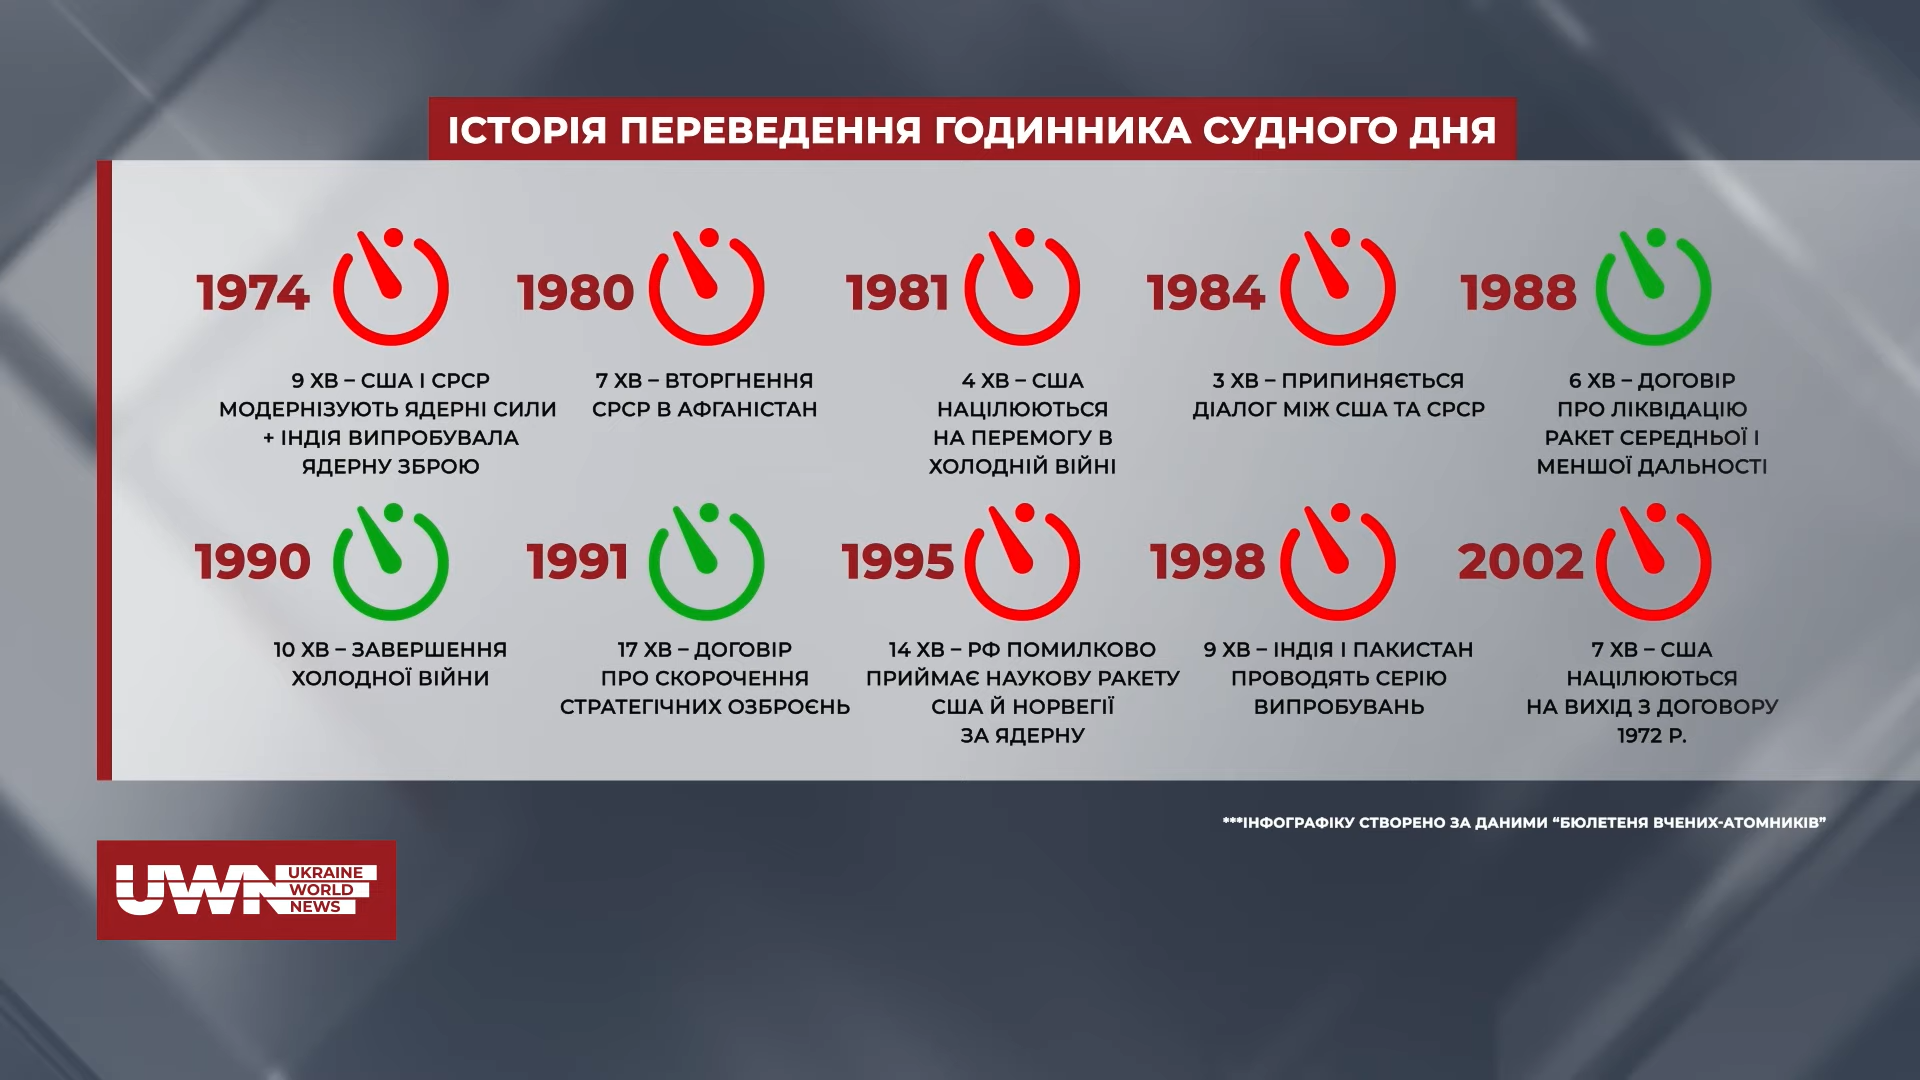 ІСТОРІЯ ПЕРЕВЕДЕННЯ ГОДИННИКА СУДНОГО ДНЯ
1974
9 ХВ – США І СРСР
МОДЕРНІЗУЮТЬ ЯДЕРНІ СИЛИ
+ ІНДІЯ ВИПРОБУВАЛА
ЯДЕРНУ ЗБРОЮ
1980
7 ХВ – ВТОРГНЕННЯ
СРСР В АФГАНІСТАН
1981
4 ХВ – США
НАЦІЛЮЮТЬСЯ
НА ПЕРЕМОГУ В
ХОЛОДНІЙ ВІЙНІ
1984
3 ХВ – ПРИПИНЯЄТЬСЯ
ДІАЛОГ МІЖ США ТА СРСР
1988
6 ХВ – ДОГОВІР
ПРО ЛІКВІДАЦІЮ
РАКЕТ СЕРЕДНЬОЇ І
МЕНШОЇ ДАЛЬНОСТІ
1990
10 ХВ – ЗАВЕРШЕННЯ
ХОЛОДНОЇ ВІЙНИ
1991
17 ХВ – ДОГОВІР
ПРО СКОРОЧЕННЯ
СТРАТЕГІЧНИХ ОЗБРОЄНЬ
1995
14 ХВ – РФ ПОМИЛКОВО
ПРИЙМАЄ НАУКОВУ РАКЕТУ
США Й НОРВЕГІЇ
ЗА ЯДЕРНУ
1998
9 ХВ – ІНДІЯ І ПАКИСТАН
ПРОВОДЯТЬ СЕРІЮ
ВИПРОБУВАНЬ
2002
7 ХВ – США
НАЦІЛЮЮТЬСЯ
НА ВИХІД З ДОГОВОРУ
1972 Р.
***ІНФОГРАФІКУ СТВОРЕНО ЗА ДАНИМИ “БЮЛЕТЕНЯ ВЧЕНИХ-АТОМНИКІВ”
UWN
UKRAINE
WORLD
NEWS